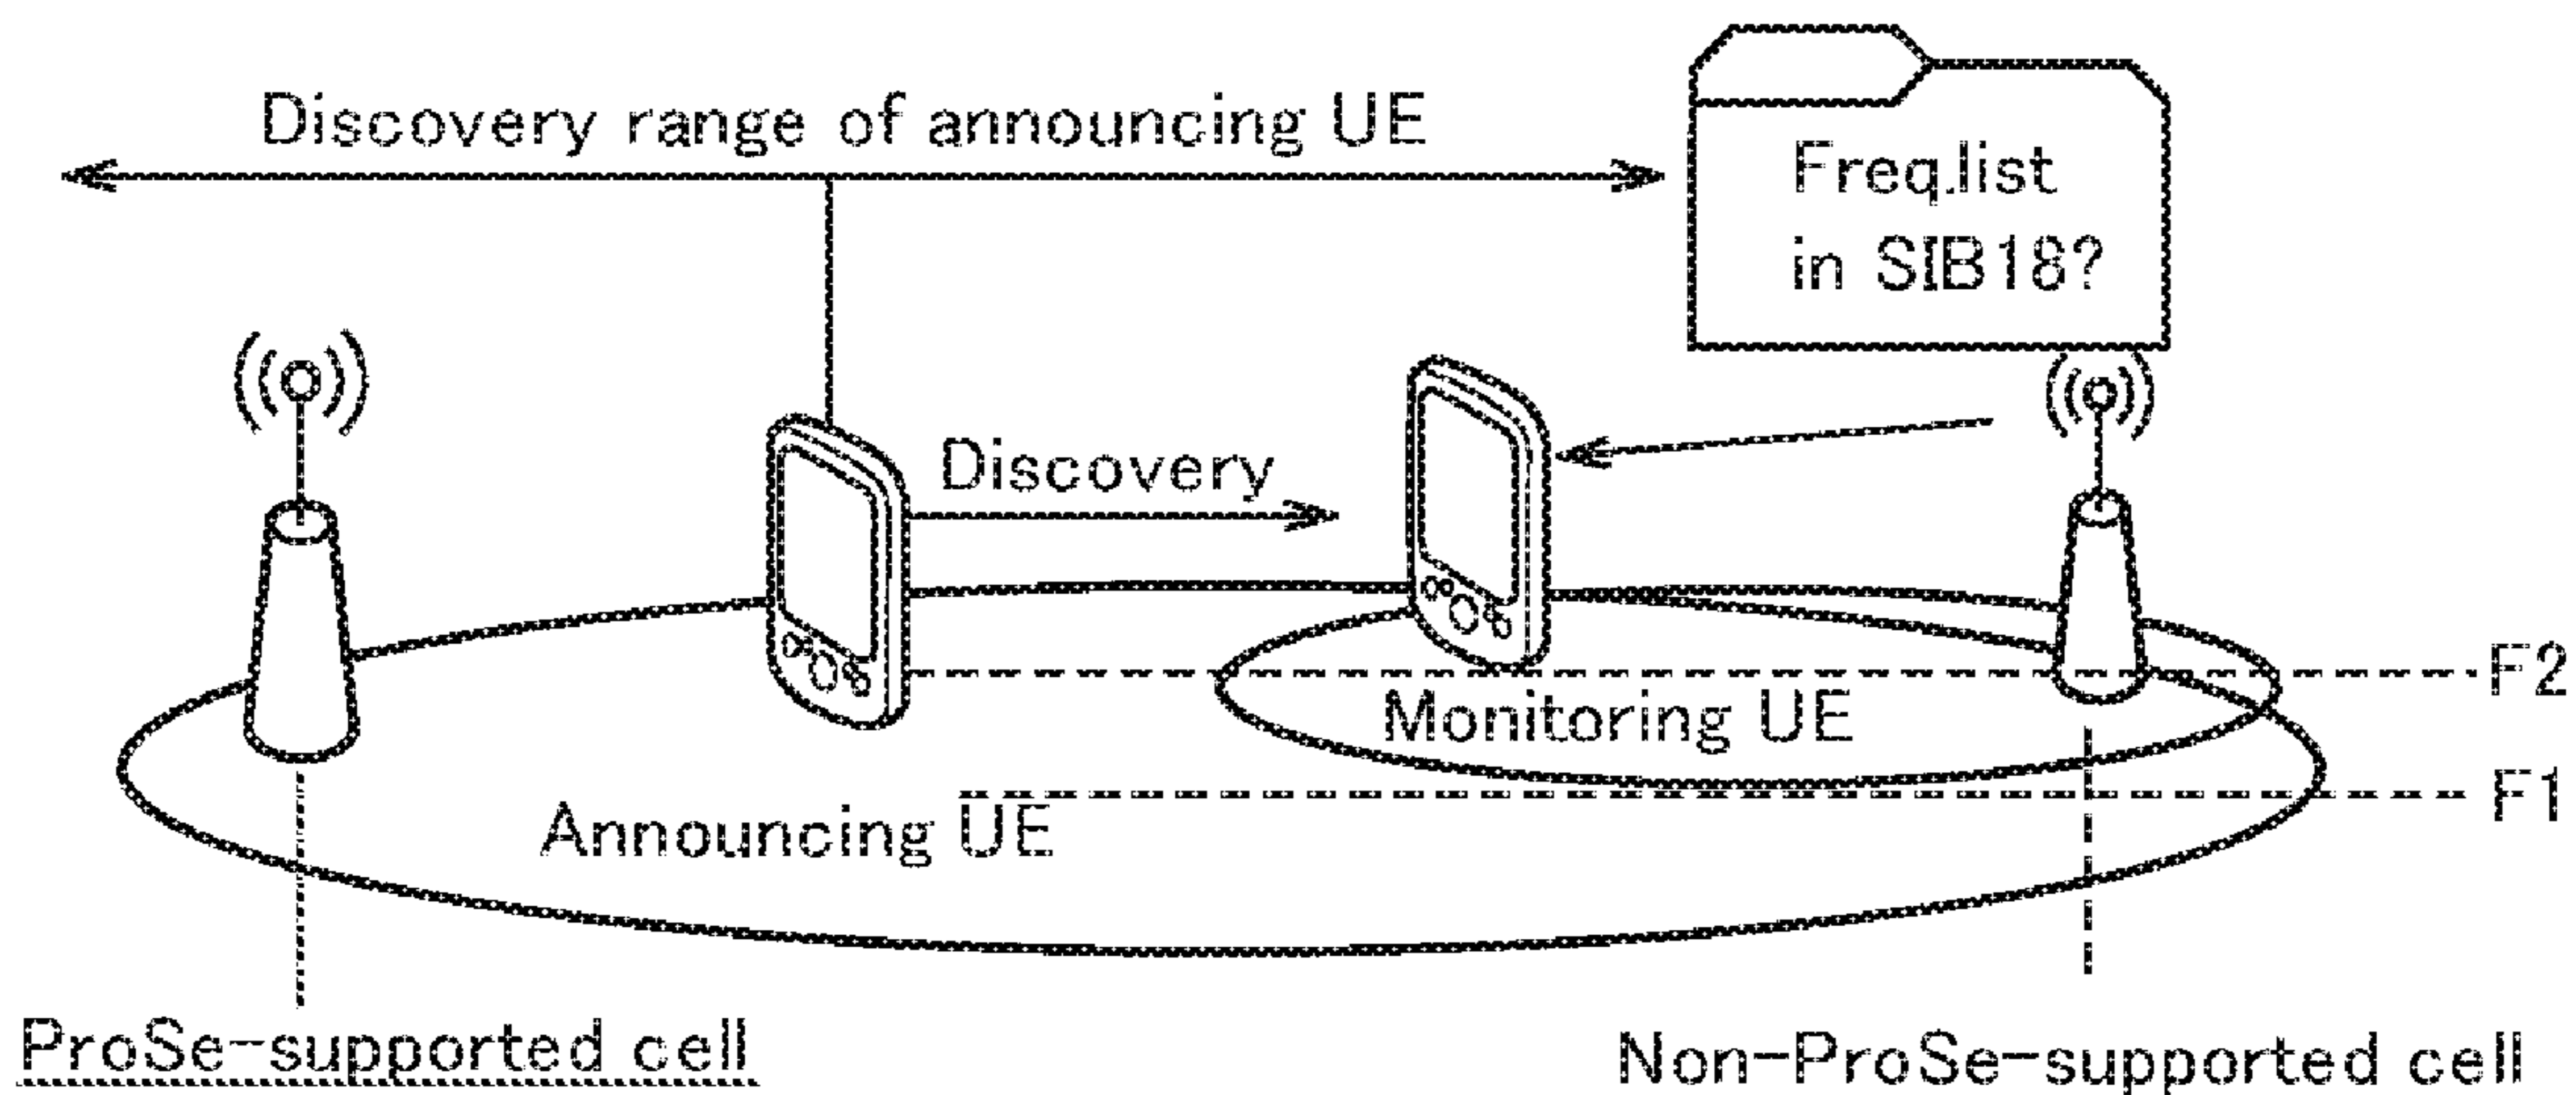 Discovery range of announcing UE
Freq.list
in SIB18?
Discovery
F2
Monitoring UE
F1
Announcing UE
ProSe-supported cell
Non-ProSe-supported cell